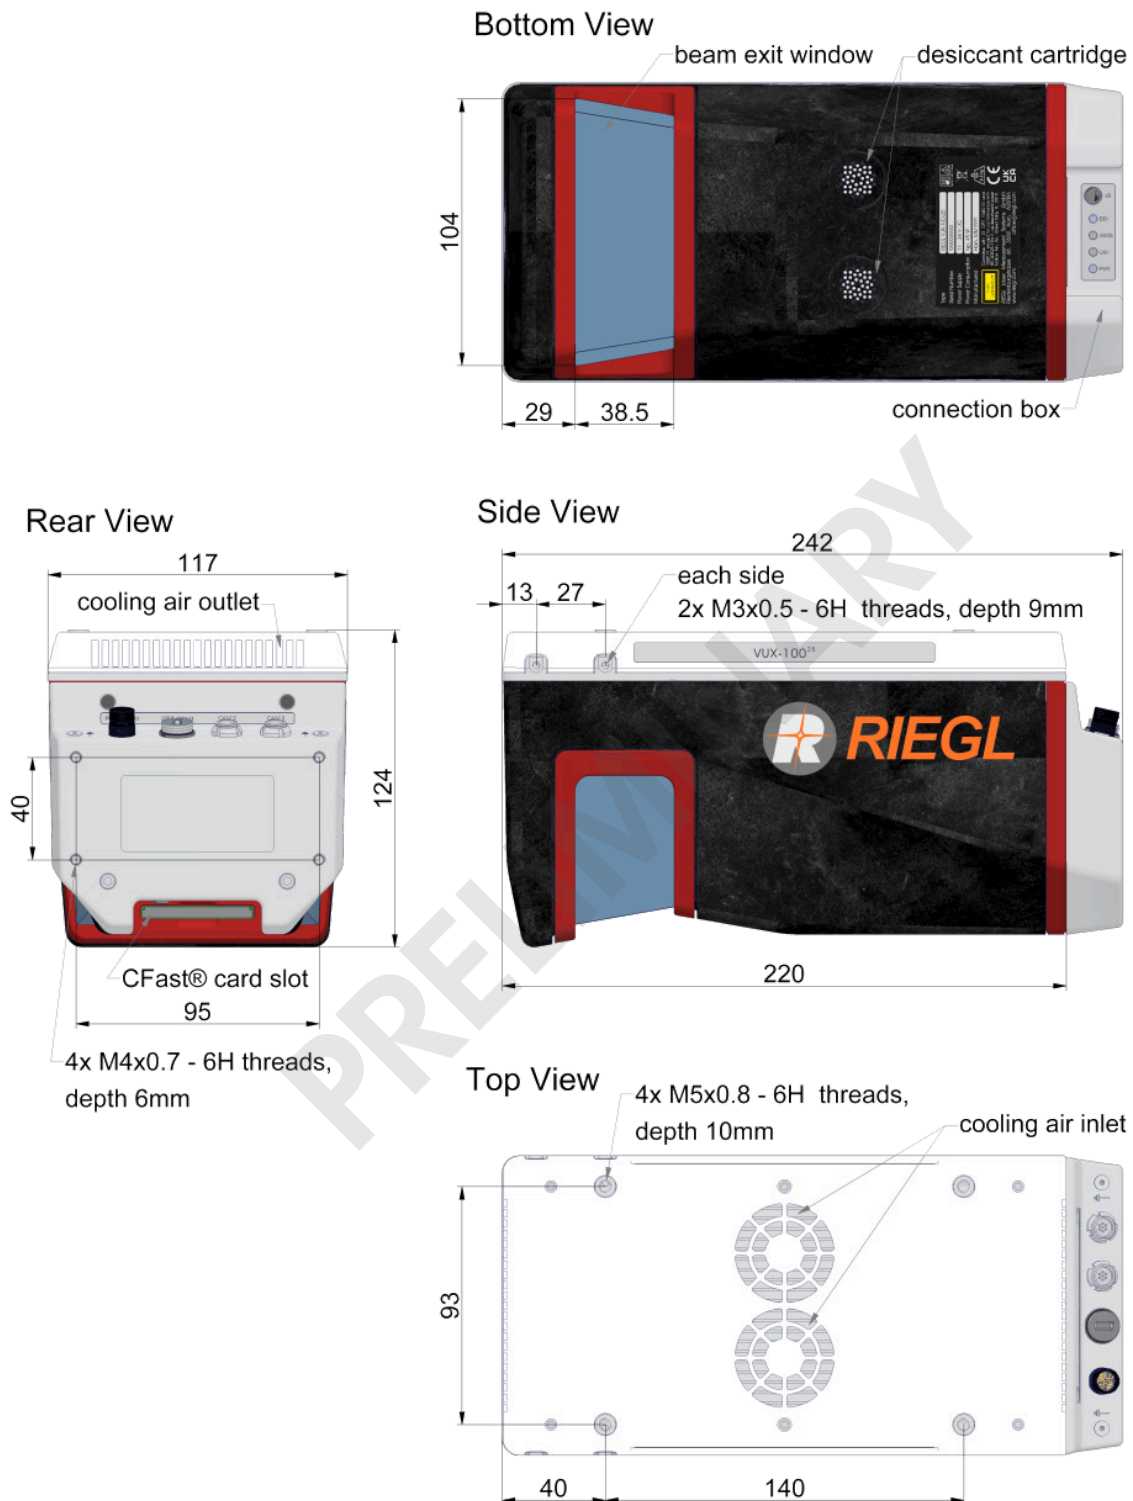 Bottom View
beam exit window
desiccant cartridge
104
29
38.5
connection box
Rear View
117
cooling air outlet
40
124
CFast® card slot
95
4x M4x0.7 - 6H threads,
depth 6mm
Side View
242
13
27
each side
2x M3x0.5 - 6H threads, depth 9mm
VUX-100²⁵
RIEGL
220
PRELIMINARY
Top View
4x M5x0.8 - 6H threads,
depth 10mm
cooling air inlet
93
40
140